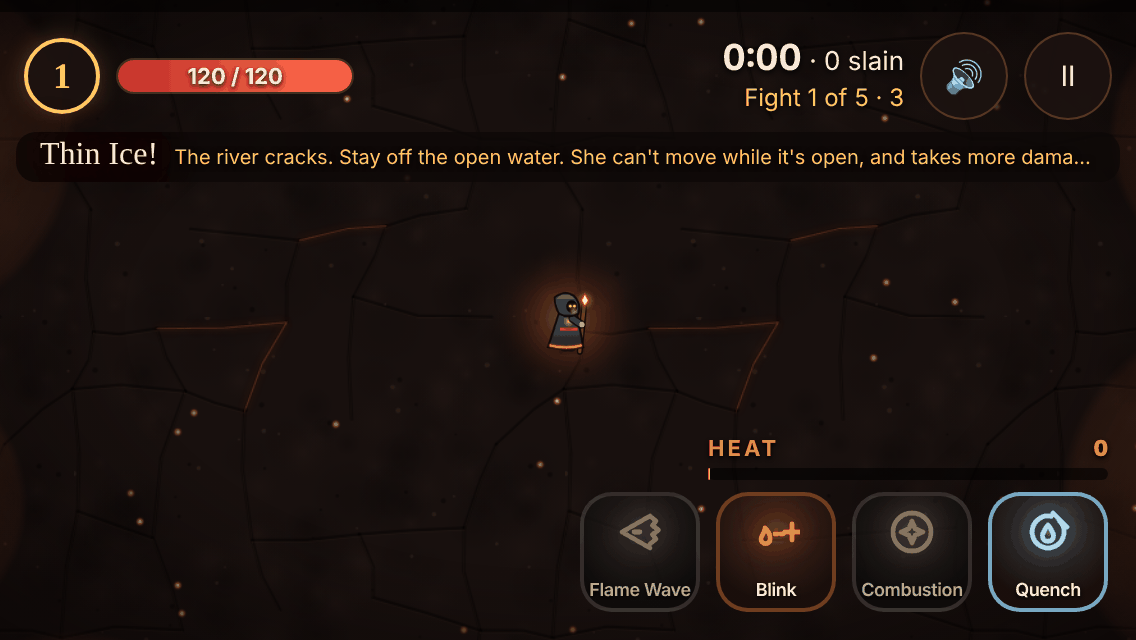 1
120 / 120
0:00 · 0 slain
Fight 1 of 5 · 3
Thin Ice! The river cracks. Stay off the open water. She can't move while it's open, and takes more dama...
HEAT 0
Flame Wave Blink Combustion Quench